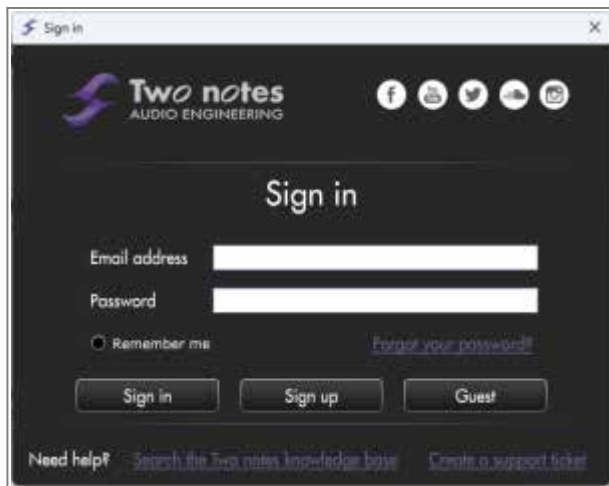 Sign in
Two notes
AUDIO ENGINEERING
Sign in
Email address
Password
Remember me Forgot your password?
Sign in Sign up Guest
Need help? Search the Two notes knowledge base Create a support ticket